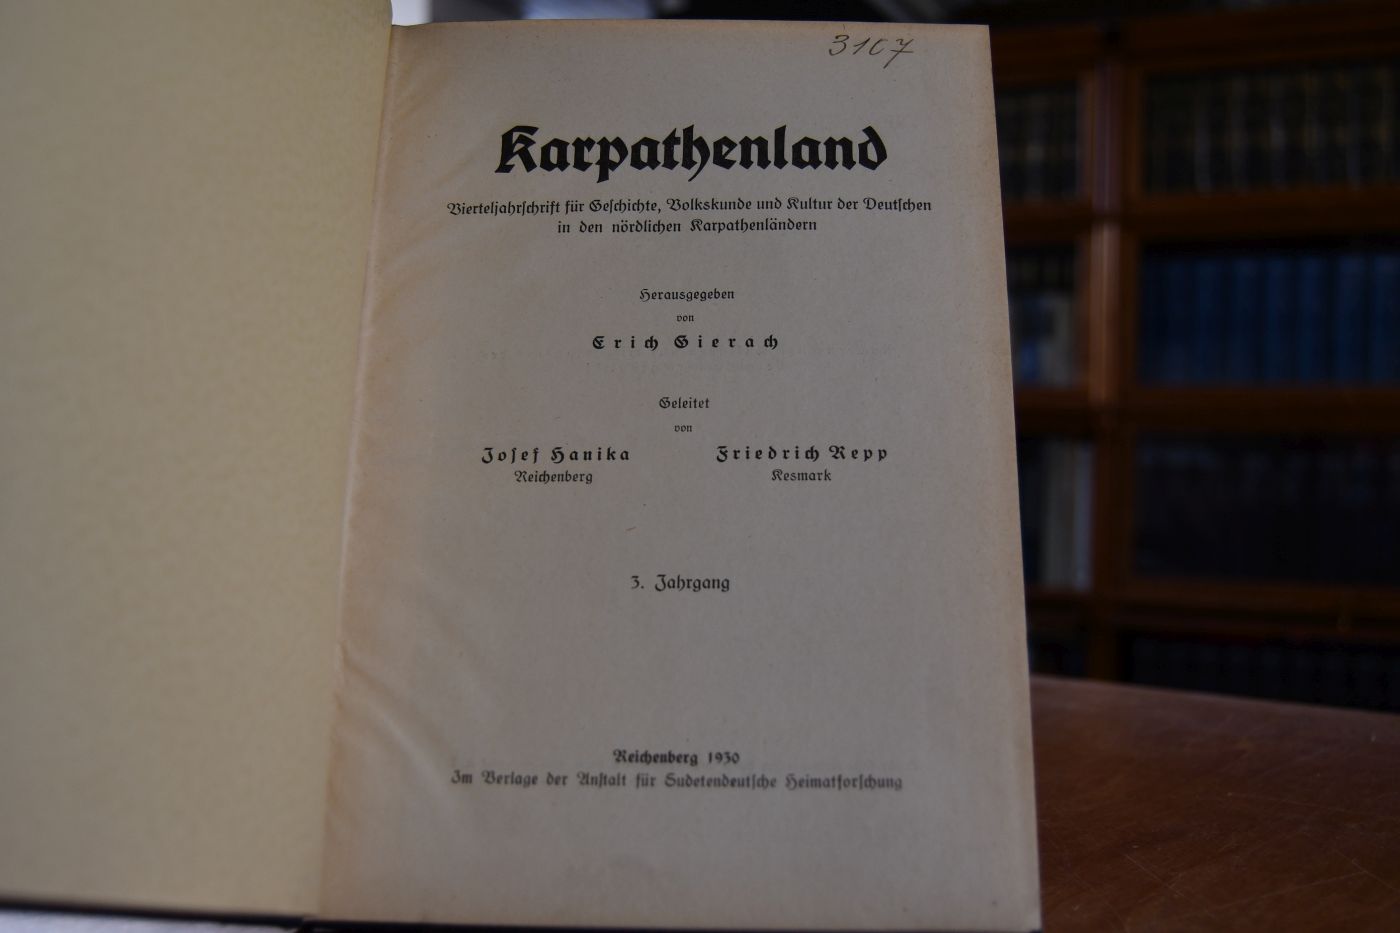 3107
Karpathenland
Vierteljahrschrift für Geschichte, Volkskunde und Kultur der Deutschen
in den nördlichen Karpathenländern
Herausgegeben
von
Erich Gierach
Geleitet
von
Josef Hanika Friedrich Repp
Reichenberg Kesmark
3. Jahrgang
Reichenberg 1930
Im Verlage der Anstalt für Sudetendeutsche Heimatforschung